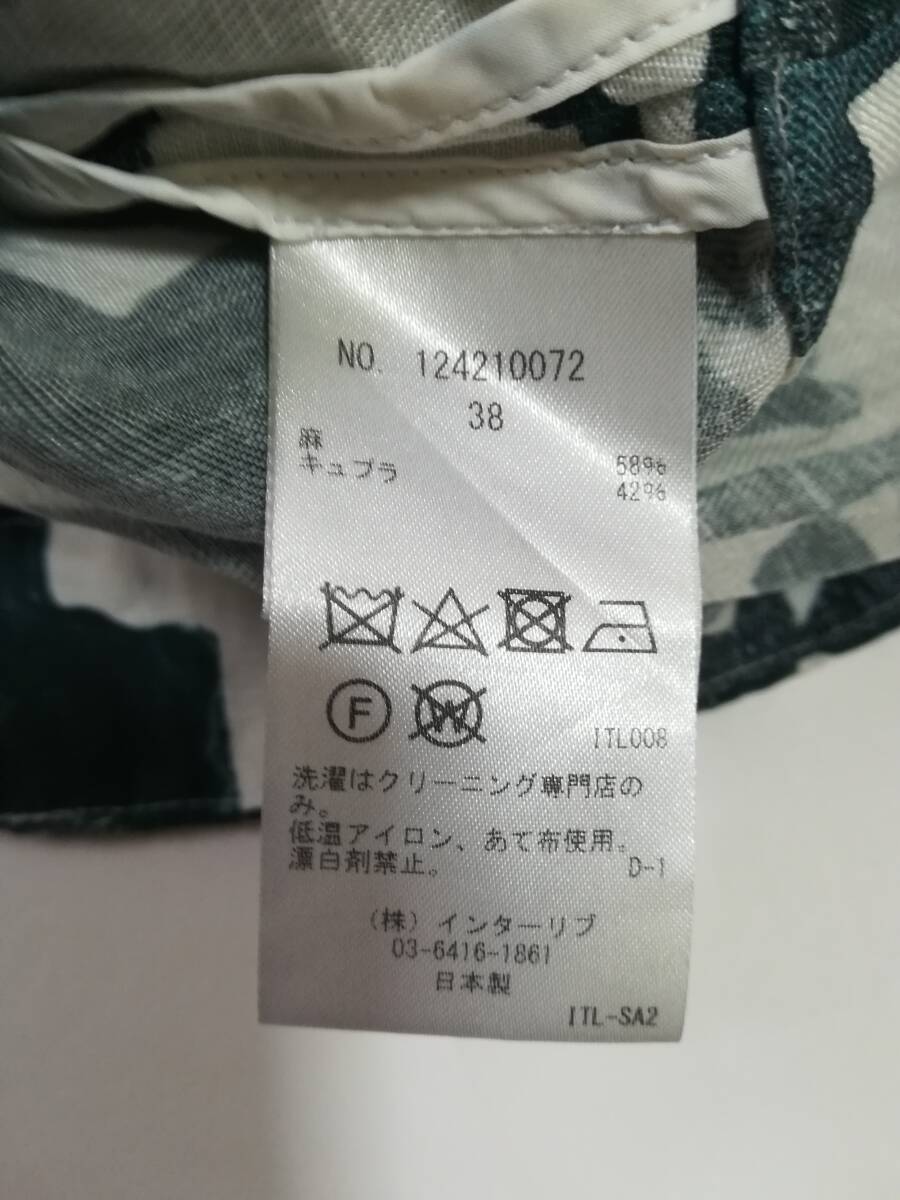 NO. 124210072
38
麻 58%
キュプラ 42%
F W
ITL008
洗濯はクリーニング専門店の
み。
低温アイロン、あて布使用。
漂白剤禁止。 D-1
(株)インターリブ
03-6416-1861
日本製
ITL-SA2